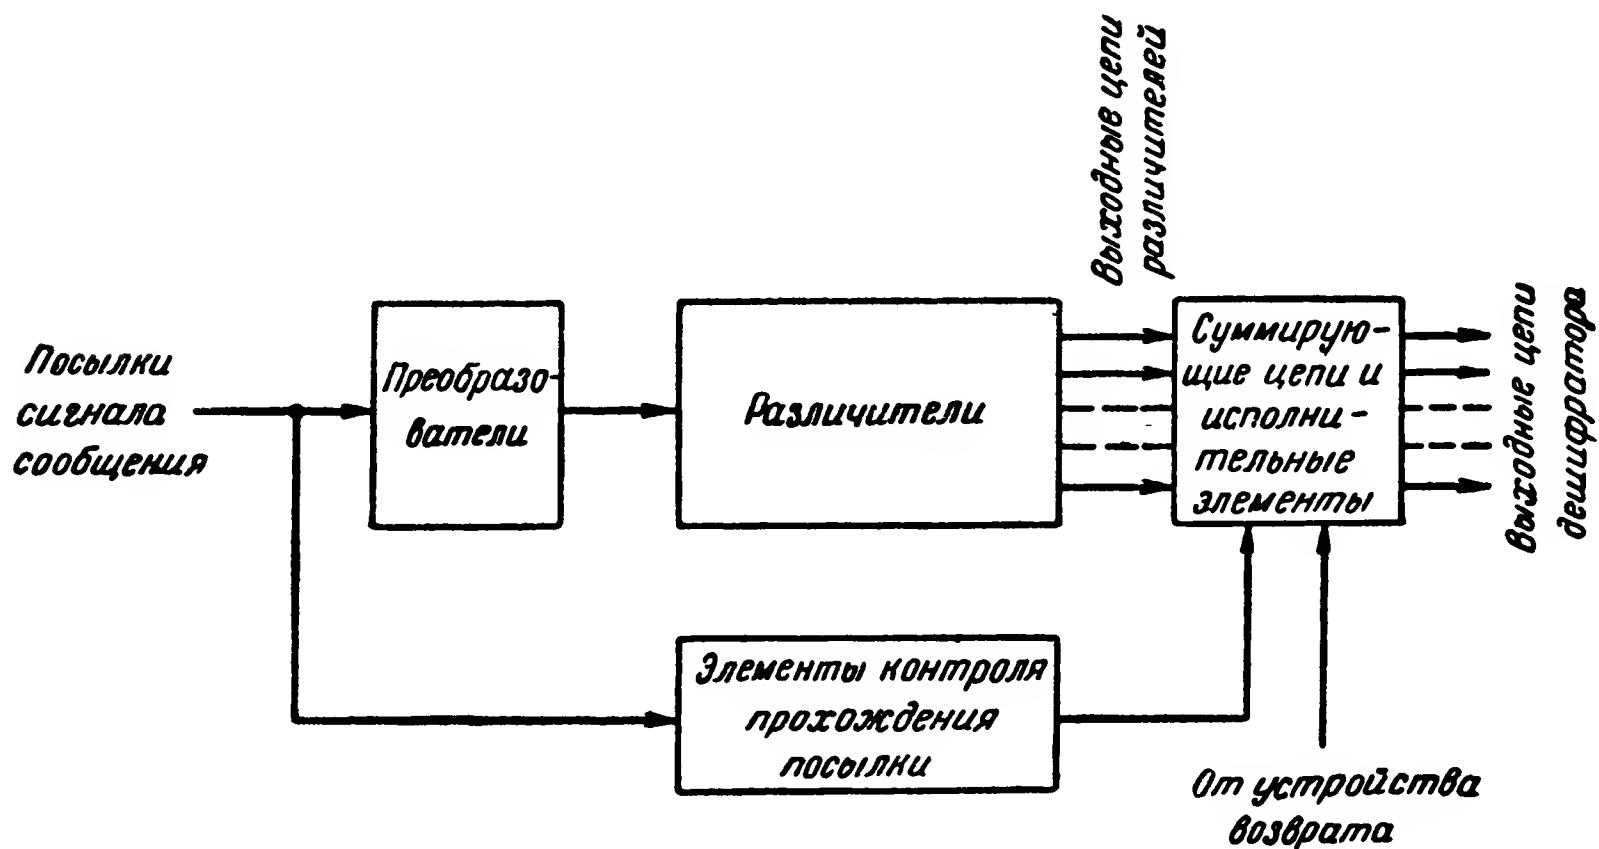 Выходные цепи
различителей
Посылки
сигнала
сообщения
Преобразо-
ватели
Различители
Суммирую-
щие цепи и
исполни-
тельные
элементы
Выходные цепи
дешифратора
Элементы контроля
прохождения
посылки
От устройства
возврата